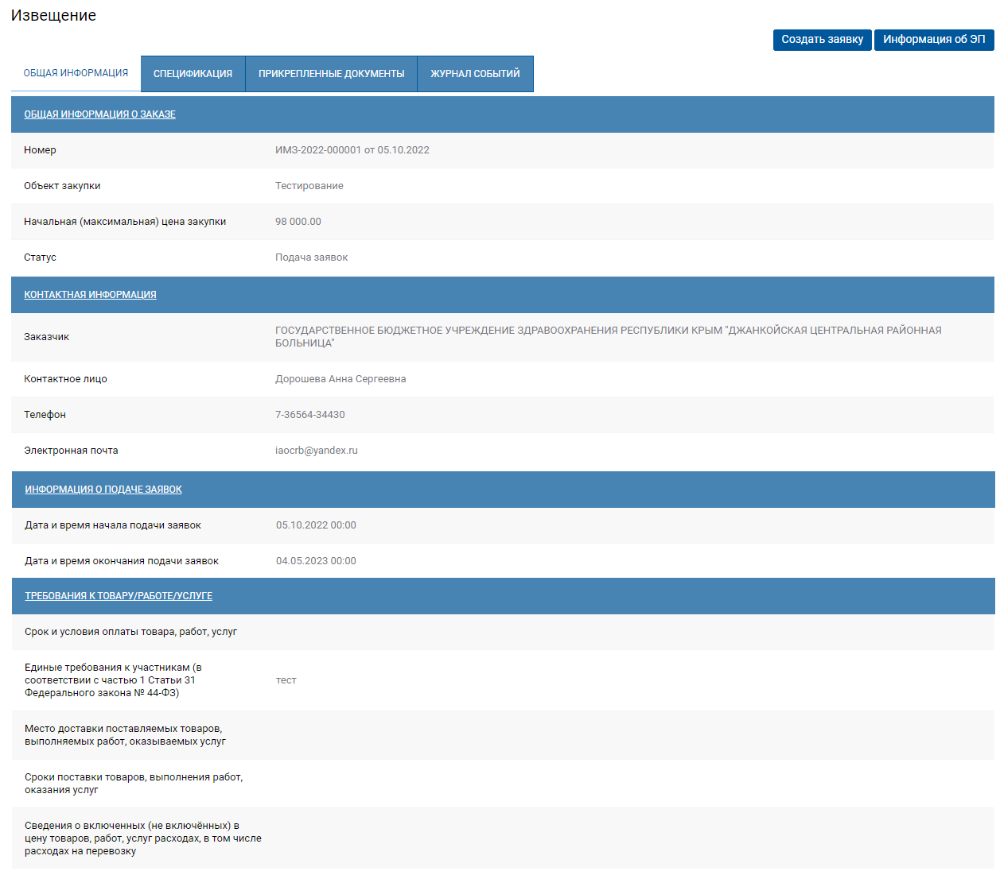 Извещение
Создать заявку
Информация об ЭП
ОБЩАЯ ИНФОРМАЦИЯ
СПЕЦИФИКАЦИЯ
ПРИКРЕПЛЕННЫЕ ДОКУМЕНТЫ
ЖУРНАЛ СОБЫТИЙ
ОБЩАЯ ИНФОРМАЦИЯ О ЗАКАЗЕ
Номер
ИМЗ-2022-000001 от 05.10.2022
Объект закупки
Тестирование
Начальная (максимальная) цена закупки
98 000.00
Статус
Подача заявок
КОНТАКТНАЯ ИНФОРМАЦИЯ
Заказчик
ГОСУДАРСТВЕННОЕ БЮДЖЕТНОЕ УЧРЕЖДЕНИЕ ЗДРАВООХРАНЕНИЯ РЕСПУБЛИКИ КРЫМ "ДЖАНКОЙСКАЯ ЦЕНТРАЛЬНАЯ РАЙОННАЯ
БОЛЬНИЦА"
Контактное лицо
Дорошева Анна Сергеевна
Телефон
7-36564-34430
Электронная почта
iaocrb@yandex.ru
ИНФОРМАЦИЯ О ПОДАЧЕ ЗАЯВОК
Дата и время начала подачи заявок
05.10.2022 00:00
Дата и время окончания подачи заявок
04.05.2023 00:00
ТРЕБОВАНИЯ К ТОВАРУ/РАБОТЕ/УСЛУГЕ
Срок и условия оплаты товара, работ, услуг
Единые требования к участникам (в
соответствии с частью 1 Статьи 31
Федерального закона № 44-ФЗ)
тест
Место доставки поставляемых товаров,
выполняемых работ, оказываемых услуг
Сроки поставки товаров, выполнения работ,
оказания услуг
Сведения о включенных (не включённых) в
цену товаров, работ, услуг расходах, в том числе
расходах на перевозку